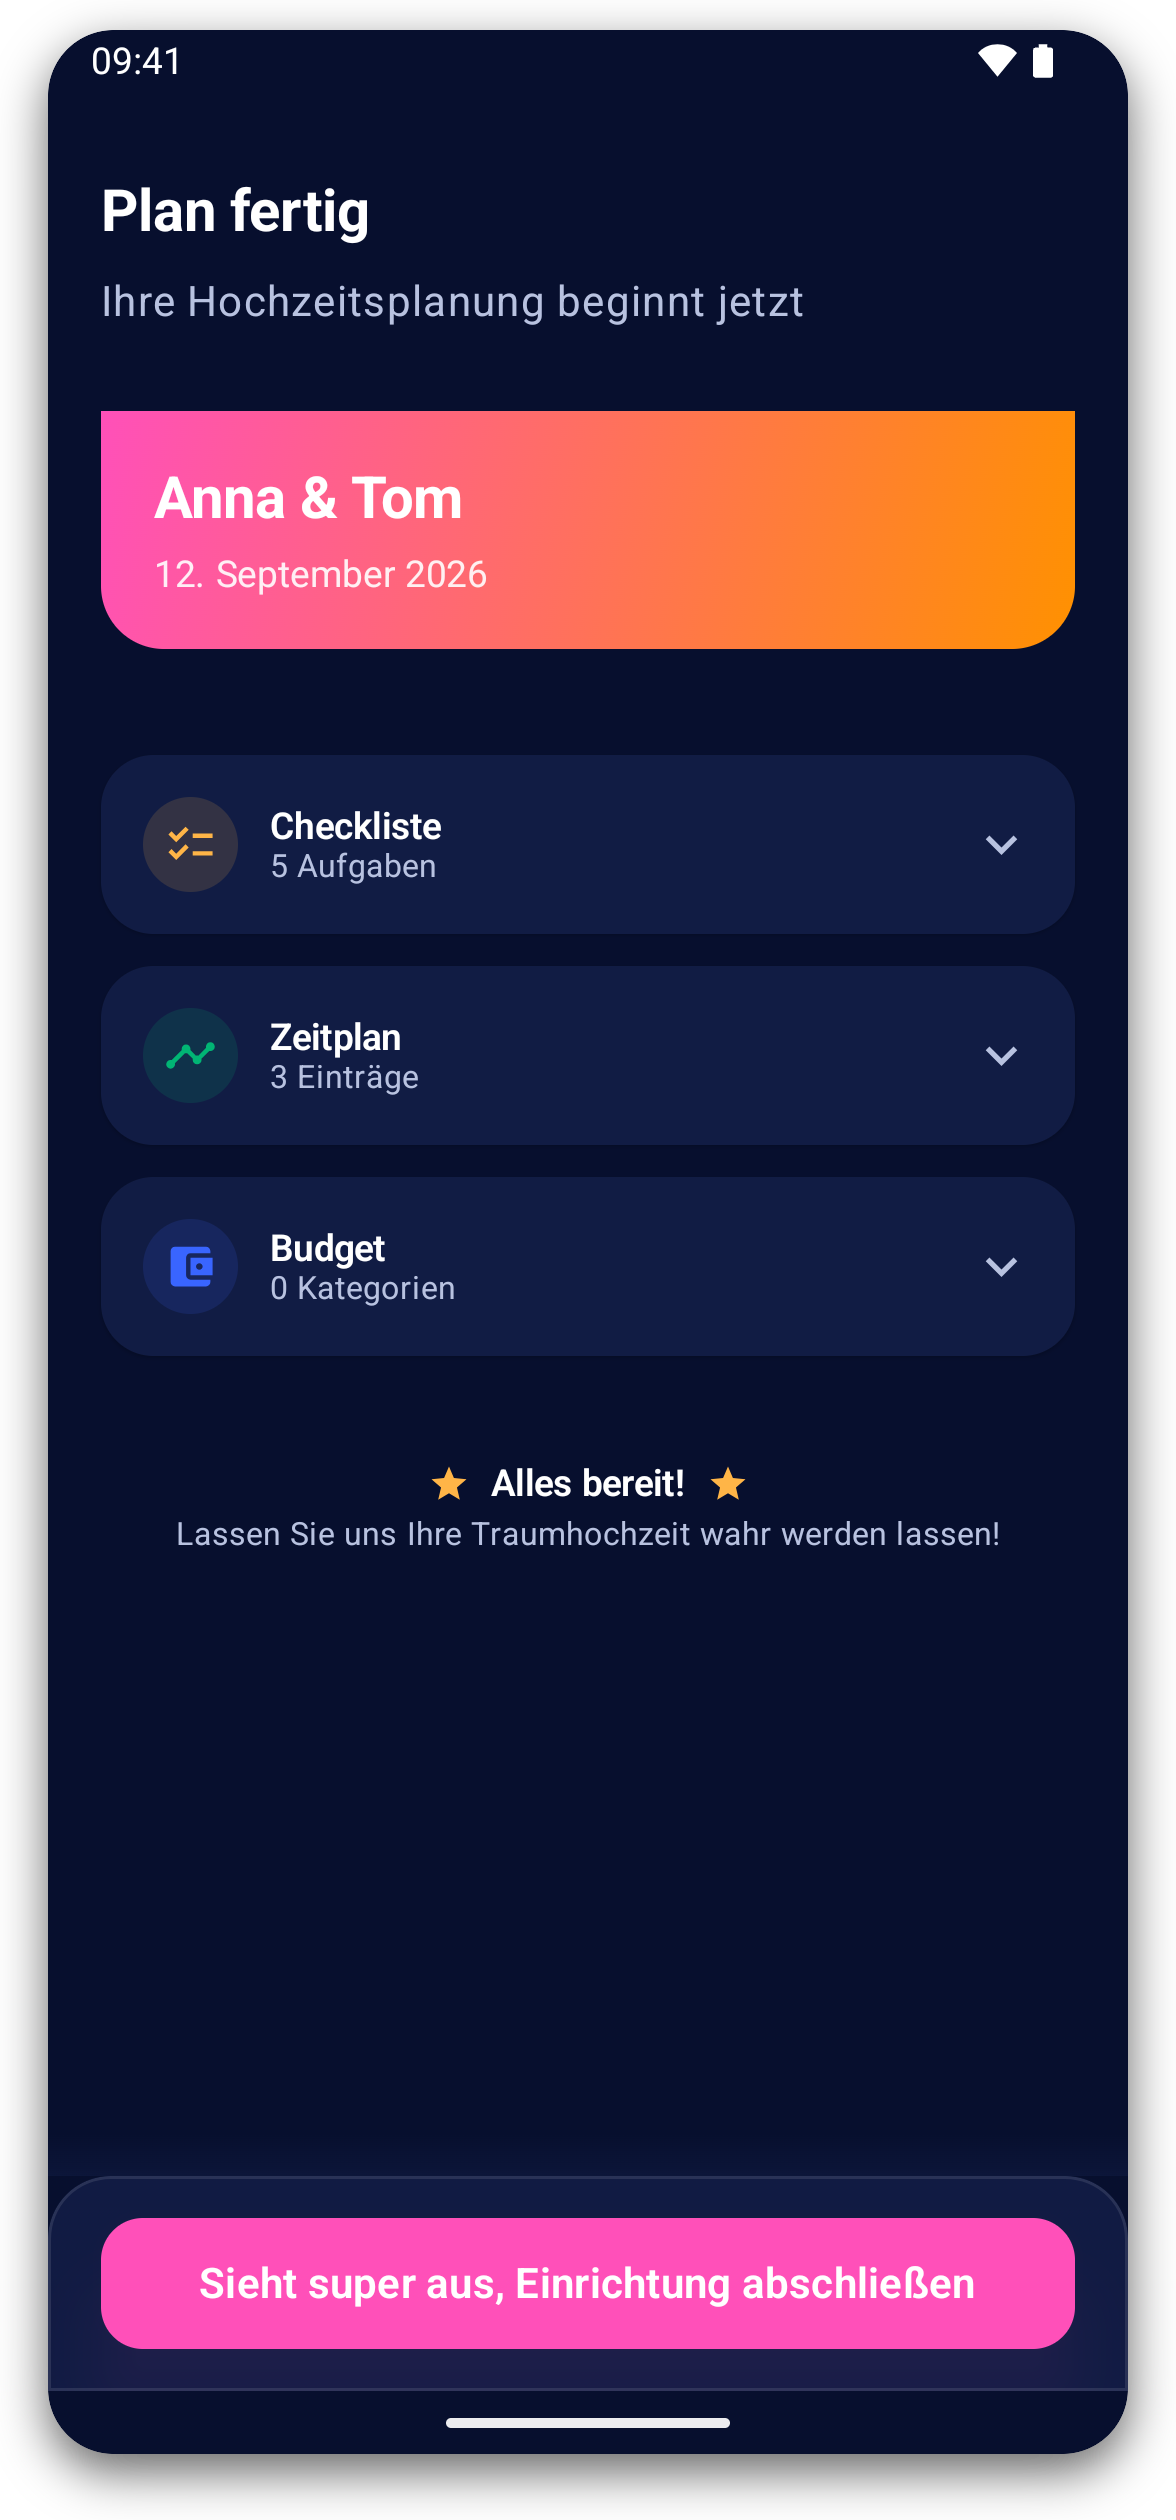 09:41
Plan fertig
Ihre Hochzeitsplanung beginnt jetzt
Anna & Tom
12. September 2026
Checkliste
5 Aufgaben
Zeitplan
3 Einträge
Budget
0 Kategorien
Alles bereit!
Lassen Sie uns Ihre Traumhochzeit wahr werden lassen!
Sieht super aus, Einrichtung abschließen